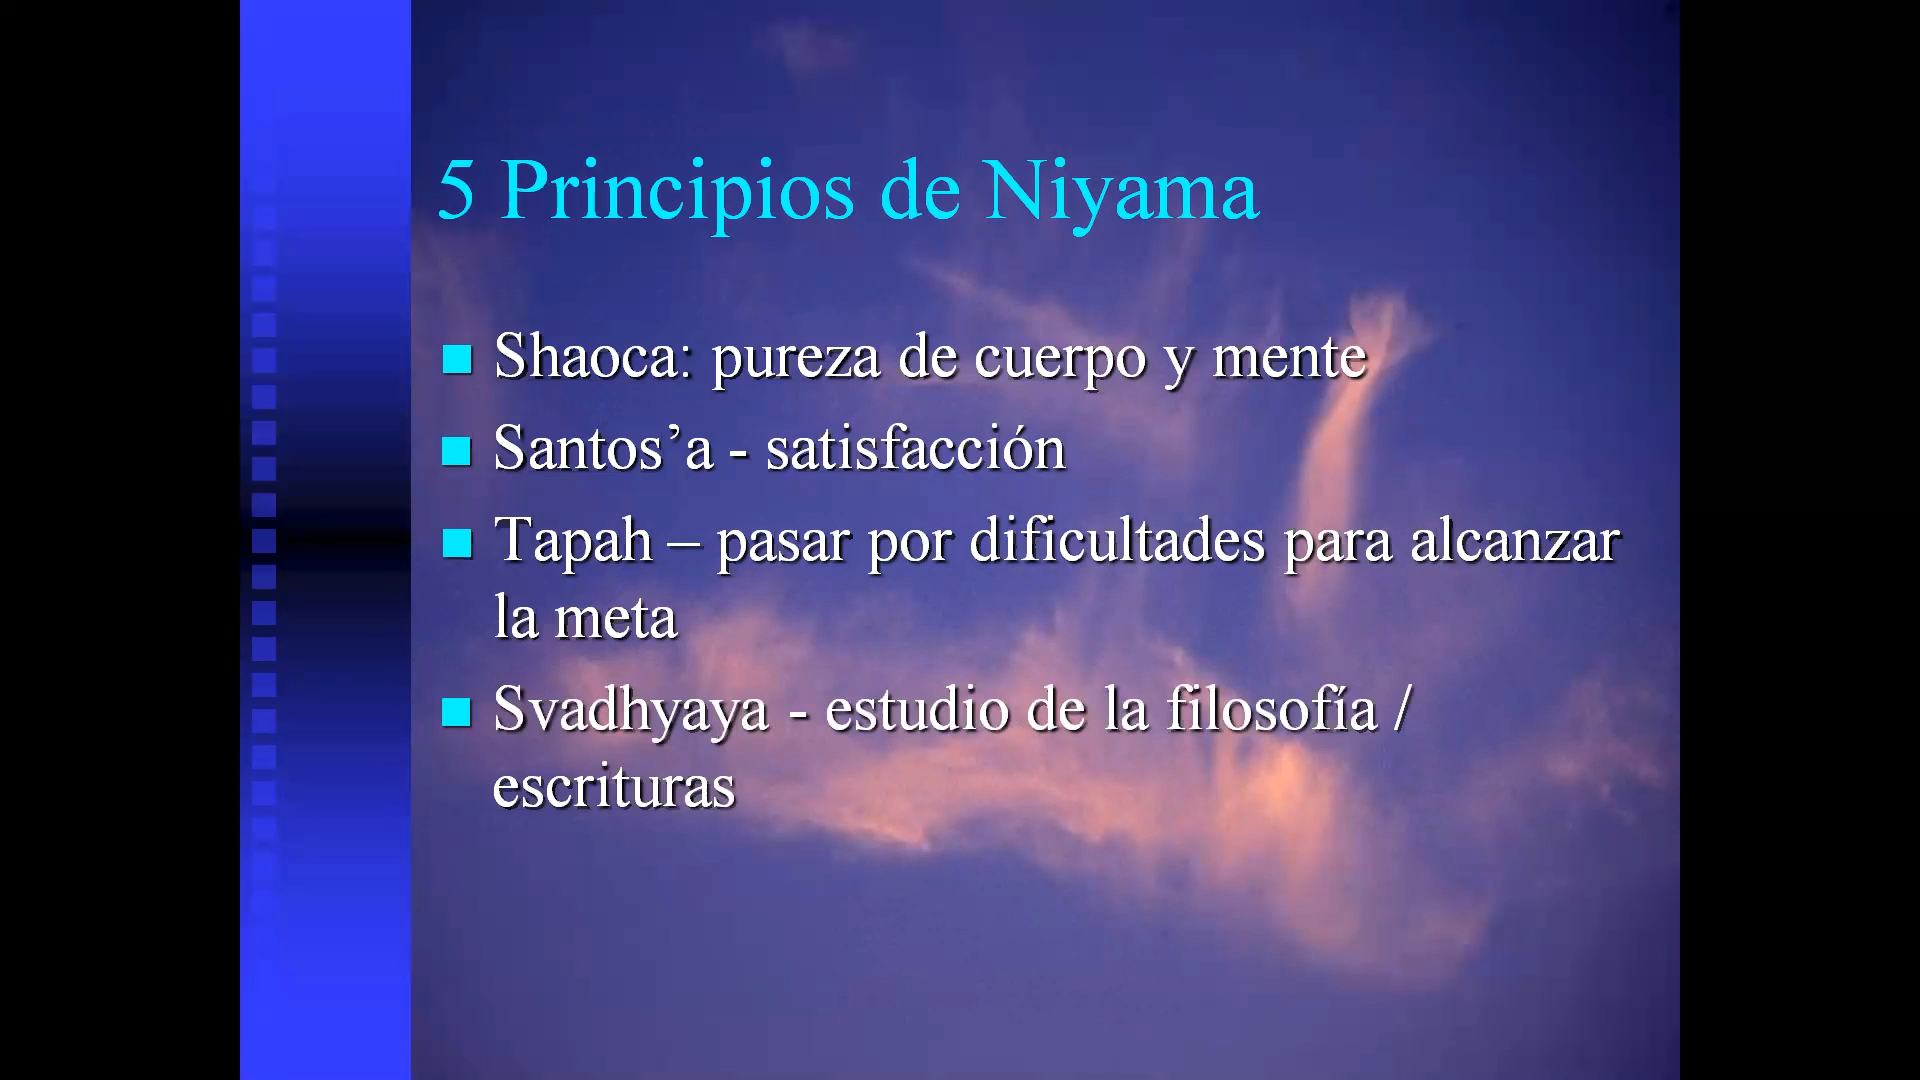 5 Principios de Niyama
Shaoca: pureza de cuerpo y mente
Santos’a - satisfacción
Tapah – pasar por dificultades para alcanzar
la meta
Svadhyaya - estudio de la filosofía /
escrituras